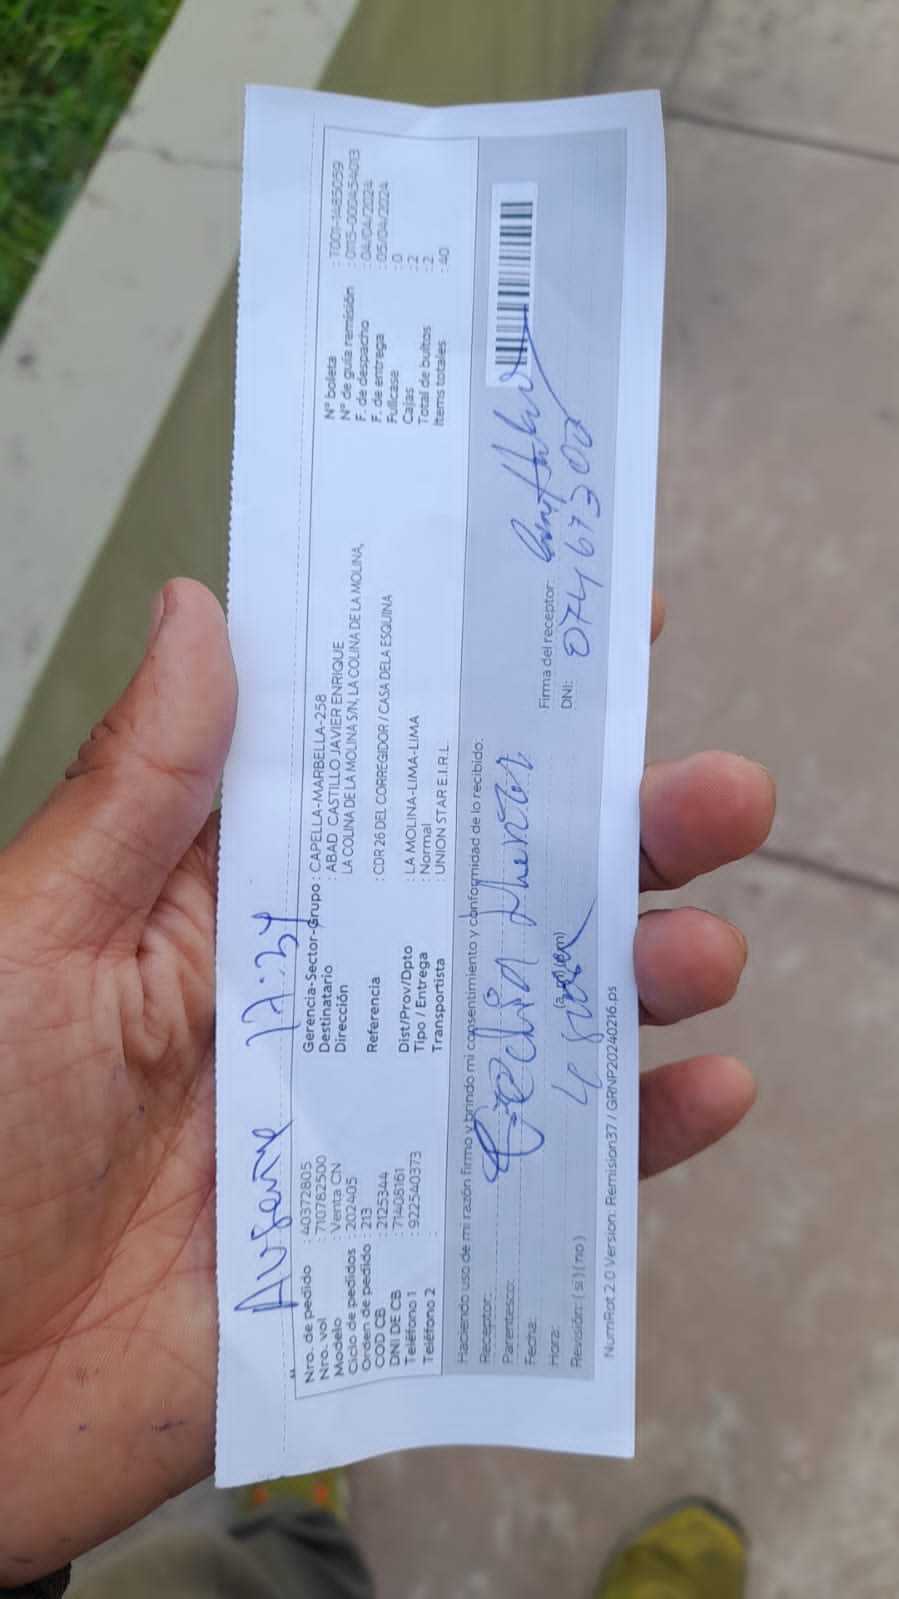 Ausente 17:34
Nro. de pedido : 40372805
Nro. vol : 710782500
Modelo : Venta CN
Ciclo de pedidos : 202405
Orden de pedido : 213
COD CB : 2125344
DNI DE CB : 71408161
Teléfono 1 : 922540373
Teléfono 2 :
Gerencia-Sector-Grupo : CAPELLA-MARBELLA-258
Destinatario : ABAD CASTILLO JAVIER ENRIQUE
Dirección LA COLINA DE LA MOLINA S/N, LA COLINA DE LA MOLINA,
Referencia : CDR 26 DEL CORREGIDOR / CASA DE LA ESQUINA
Dist/Prov/Dpto : LA MOLINA-LIMA-LIMA
Tipo / Entrega : Normal
Transportista : UNION STAR E.I.R.L
N° boleta : T001-1485059
N° de guía remisión : 0115-000454013
F. de despacho : 04/04/2024
F. de entrega : 05/04/2024
Fullcase : 0
Cajas : 2
Total de bultos : 2
Items totales : 40
Haciendo uso de mi razón firmo y brindo mi consentimiento y conformidad de lo recibido.
Receptor:
Parentesco:
Fecha:
Hora: (a.m) (p.m)
Revisión: ( si ) ( no )
Firma del receptor:
DNI: 07467300
NumRot 2.0 Version: Remision37 / GRNP20240216.ps